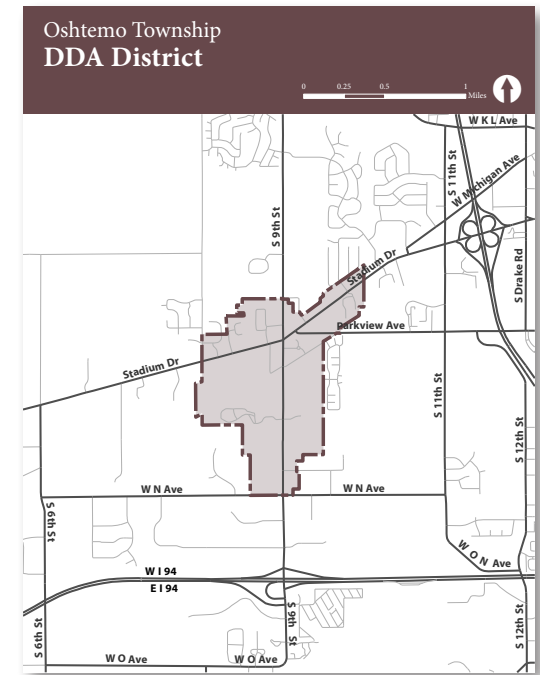 Oshtemo Township
DDA District
0 0.25 0.5 1
Miles
W K L Ave
S 11th St
W Michigan Ave
S 9th St
Stadium Dr
S Drake Rd
Parkview Ave
Stadium Dr
S 11th St
S 12th St
W N Ave
W N Ave
S 6th St
W O N Ave
W I 94
E I 94
S 9th St
S 6th St
S 12th St
W O Ave
W O Ave